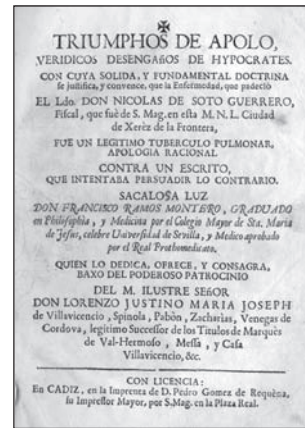 TRIUMPHOS DE APOLO,
VERIDICOS DESENGAñOS DE HYPOCRATES.
CON CUYA SOLIDA, Y FUNDAMENTAL DOCTRINA
se justifica, y convence, que la Enfermedad, que padeciò
EL Ldo. DON NICOLAS DE SOTO GUERRERO,
Fiscal, que fuè de S. Mag. en esta M. N. L. Ciudad
de Xerèz de la Frontera,
FUE UN LEGITIMO TUBERCULO PULMONAR,
APOLOGIA RACIONAL
CONTRA UN ESCRITO,
QUE INTENTABA PERSUADIR LO CONTRARIO.
SACALOSA LUZ
DON FRANCISCO RAMOS MONTERO, GRADUADO
en Philosophia, y Medicina por el Colegio Mayor de Sta. Maria
de Jesus, celebre Universidad de Sevilla, y Medico aprobado
por el Real Prothomedicato.
QUIEN LO DEDICA, OFRECE, Y CONSAGRA,
BAXO DEL PODEROSO PATROCINIO
DEL M. ILUSTRE SEñOR
DON LORENZO JUSTINO MARIA JOSEPH
de Villavicencio, Spinola, Pabòn, Zacharias, Venegas de
Cordova, legitimo Successor de los Titulos de Marquès
de Val-Hermoso, Messa, y Casa
Villavicencio, &c.
CON LICENCIA:
En CADIZ, en la Imprenta de D. Pedro Gomez de Requèna,
su Impressor Mayor, por S. Mag. en la Plaza Real.